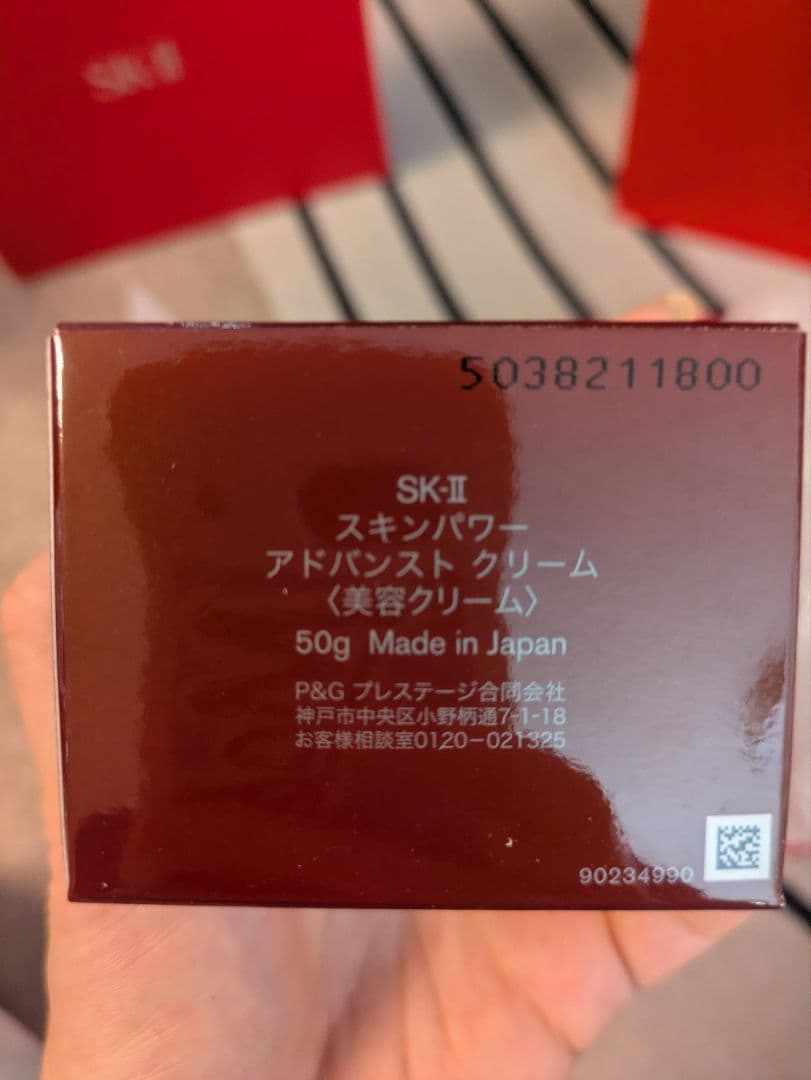 SK-II
5038211800
SK-II
スキンパワー
アドバンスト クリーム
〈美容クリーム〉
50g Made in Japan
P&G プレステージ合同会社
神戸市中央区小野柄通7-1-18
お客様相談室0120-021325
90234990